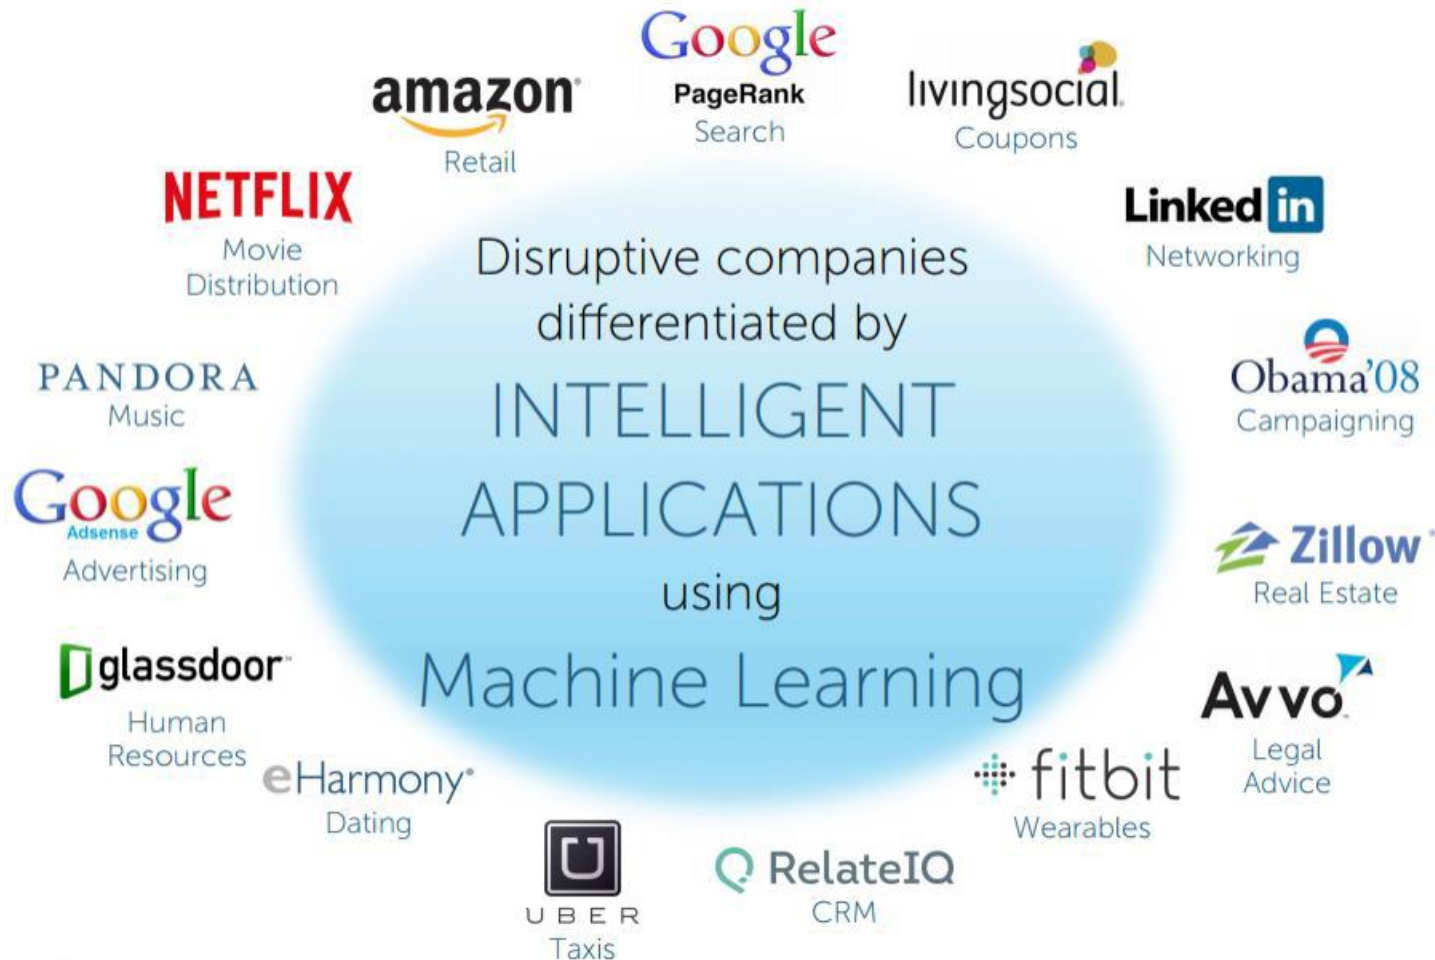 Google
PageRank
Search
amazon
Retail
livingsocial.
Coupons
NETFLIX
Movie
Distribution
Linked in
Networking
PANDORA
Music
Obama'08
Campaigning
Google
Adsense
Advertising
Zillow
Real Estate
glassdoor
Human
Resources
Avvo
Legal
Advice
eHarmony
Dating
fitbit
Wearables
U
UBER
Taxis
RelateIQ
CRM
Disruptive companies
differentiated by
INTELLIGENT
APPLICATIONS
using
Machine Learning